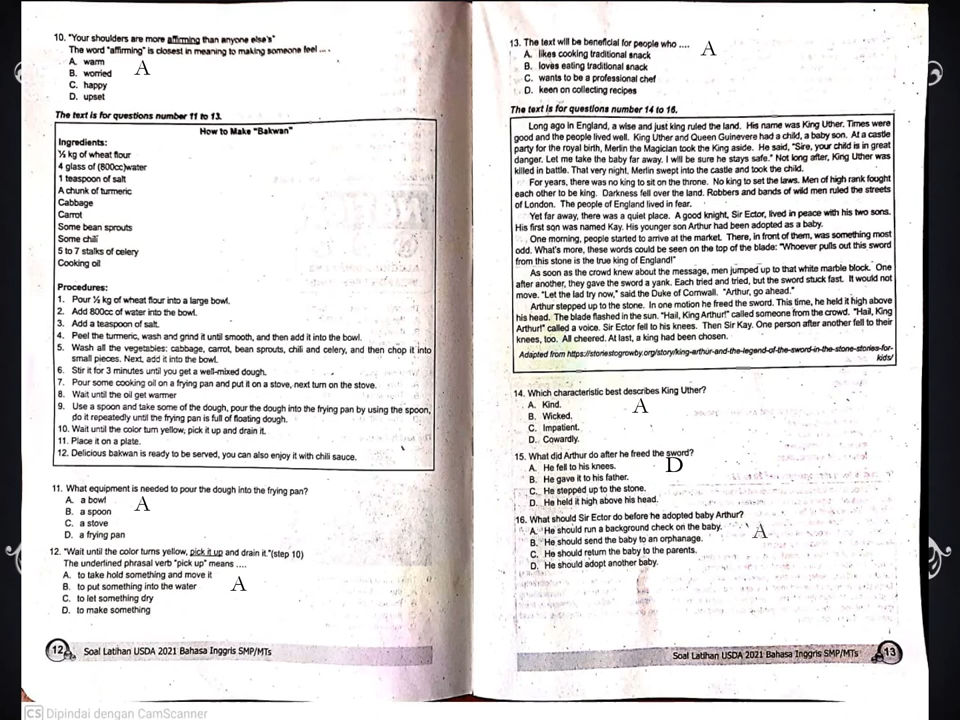 10. "Your shoulders are more affirming than anyone else's"
The word "affirming" is closest in meaning to making someone feel ....
A. warm
B. worried
C. happy
D. upset
A
The text is for questions number 11 to 13.
How to Make "Bakwan"
Ingredients:
½ kg of wheat flour
4 glass of (800cc)water
1 teaspoon of salt
A chunk of turmeric
Cabbage
Carrot
Some bean sprouts
Some chili
5 to 7 stalks of celery
Cooking oil
Procedures:
1. Pour ½ kg of wheat flour into a large bowl.
2. Add 800cc of water into the bowl.
3. Add a teaspoon of salt.
4. Peel the turmeric, wash and grind it until smooth, and then add it into the bowl.
5. Wash all the vegetables: cabbage, carrot, bean sprouts, chili and celery, and then chop it into
small pieces. Next, add it into the bowl.
6. Stir it for 3 minutes until you get a well-mixed dough.
7. Pour some cooking oil on a frying pan and put it on a stove, next turn on the stove.
8. Wait until the oil get warmer
9. Use a spoon and take some of the dough, pour the dough into the frying pan by using the spoon,
do it repeatedly until the frying pan is full of floating dough.
10. Wait until the color turn yellow, pick it up and drain it.
11. Place it on a plate.
12. Delicious bakwan is ready to be served, you can also enjoy it with chili sauce.
11. What equipment is needed to pour the dough into the frying pan?
A. a bowl
B. a spoon
C. a stove
D. a frying pan
A
12. "Wait until the color turns yellow, pick it up and drain it."(step 10)
The underlined phrasal verb "pick up" means ....
A. to take hold something and move it
B. to put something into the water
C. to let something dry
D. to make something
A
12 Soal Latihan USDA 2021 Bahasa Inggris SMP/MTs
13. The text will be beneficial for people who ....
A. likes cooking traditional snack
B. loves eating traditional snack
C. wants to be a professional chef
D. keen on collecting recipes
A
The text is for questions number 14 to 16.
Long ago in England, a wise and just king ruled the land. His name was King Uther. Times were
good and the people lived well. King Uther and Queen Guinevere had a child, a baby son. At a castle
party for the royal birth, Merlin the Magician took the King aside. He said, "Sire, your child is in great
danger. Let me take the baby far away. I will be sure he stays safe." Not long after, King Uther was
killed in battle. That very night, Merlin swept into the castle and took the child.
For years, there was no king to sit on the throne. No king to set the laws. Men of high rank fought
each other to be king. Darkness fell over the land. Robbers and bands of wild men ruled the streets
of London. The people of England lived in fear.
Yet far away, there was a quiet place. A good knight, Sir Ector, lived in peace with his two sons.
His first son was named Kay. His younger son Arthur had been adopted as a baby.
One morning, people started to arrive at the market. There, in front of them, was something most
odd. What's more, these words could be seen on the top of the blade: "Whoever pulls out this sword
from this stone is the true king of England!"
As soon as the crowd knew about the message, men jumped up to that white marble block. One
after another, they gave the sword a yank. Each tried and tried, but the sword stuck fast. It would not
move. "Let the lad try now," said the Duke of Cornwall. "Arthur, go ahead."
Arthur stepped up to the stone. In one motion he freed the sword. This time, he held it high above
his head. The blade flashed in the sun. "Hail, King Arthur!" called someone from the crowd. "Hail, King
Arthur!" called a voice. Sir Ector fell to his knees. Then Sir Kay. One person after another fell to their
knees, too. All cheered. At last, a king had been chosen.
Adapted from https://storiestogrowby.org/story/king-arthur-and-the-legend-of-the-sword-in-the-stone-stories-for-
kids/
14. Which characteristic best describes King Uther?
A. Kind.
B. Wicked.
C. Impatient.
D. Cowardly.
A
15. What did Arthur do after he freed the sword?
A. He fell to his knees.
B. He gave it to his father.
C. He stepped up to the stone.
D. He held it high above his head.
D
16. What should Sir Ector do before he adopted baby Arthur?
A. He should run a background check on the baby.
B. He should send the baby to an orphanage.
C. He should return the baby to the parents.
D. He should adopt another baby.
A
Soal Latihan USDA 2021 Bahasa Inggris SMP/MTs 13
CS Dipindai dengan CamScanner